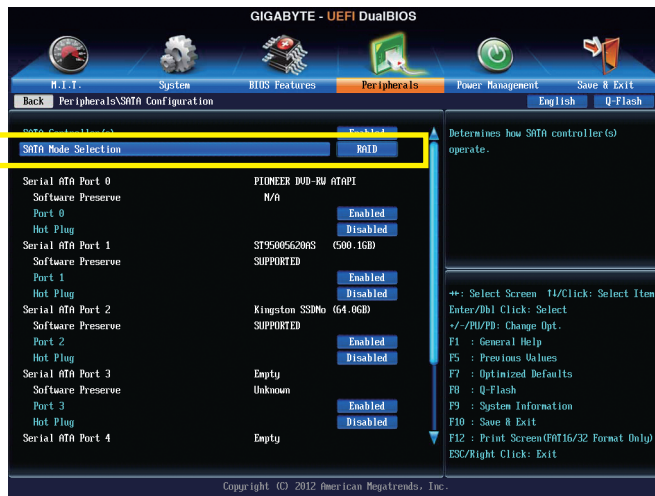 GIGABYTE - UEFI DualBIOS
M.I.T. System BIOS Features Peripherals Power Management Save & Exit
Back Peripherals\SATA Configuration English Q-Flash
SATA Controller(s) Enabled
SATA Mode Selection RAID
Serial ATA Port 0 PIONEER DVD-RW ATAPI
Software Preserve N/A
Port 0 Enabled
Hot Plug Disabled
Serial ATA Port 1 ST95005620AS (500.1GB)
Software Preserve SUPPORTED
Port 1 Enabled
Hot Plug Disabled
Serial ATA Port 2 Kingston SSDNo (64.0GB)
Software Preserve SUPPORTED
Port 2 Enabled
Hot Plug Disabled
Serial ATA Port 3 Empty
Software Preserve Unknown
Port 3 Enabled
Hot Plug Disabled
Serial ATA Port 4 Empty
Determines how SATA controller(s)
operate.
→←: Select Screen ↑↓/Click: Select Item
Enter/Dbl Click: Select
+/-/PU/PD: Change Opt.
F1 : General Help
F5 : Previous Values
F7 : Optimized Defaults
F8 : Q-Flash
F9 : System Information
F10 : Save & Exit
F12 : Print Screen(FAT16/32 Format Only)
ESC/Right Click: Exit
Copyright (C) 2012 American Megatrends, Inc.